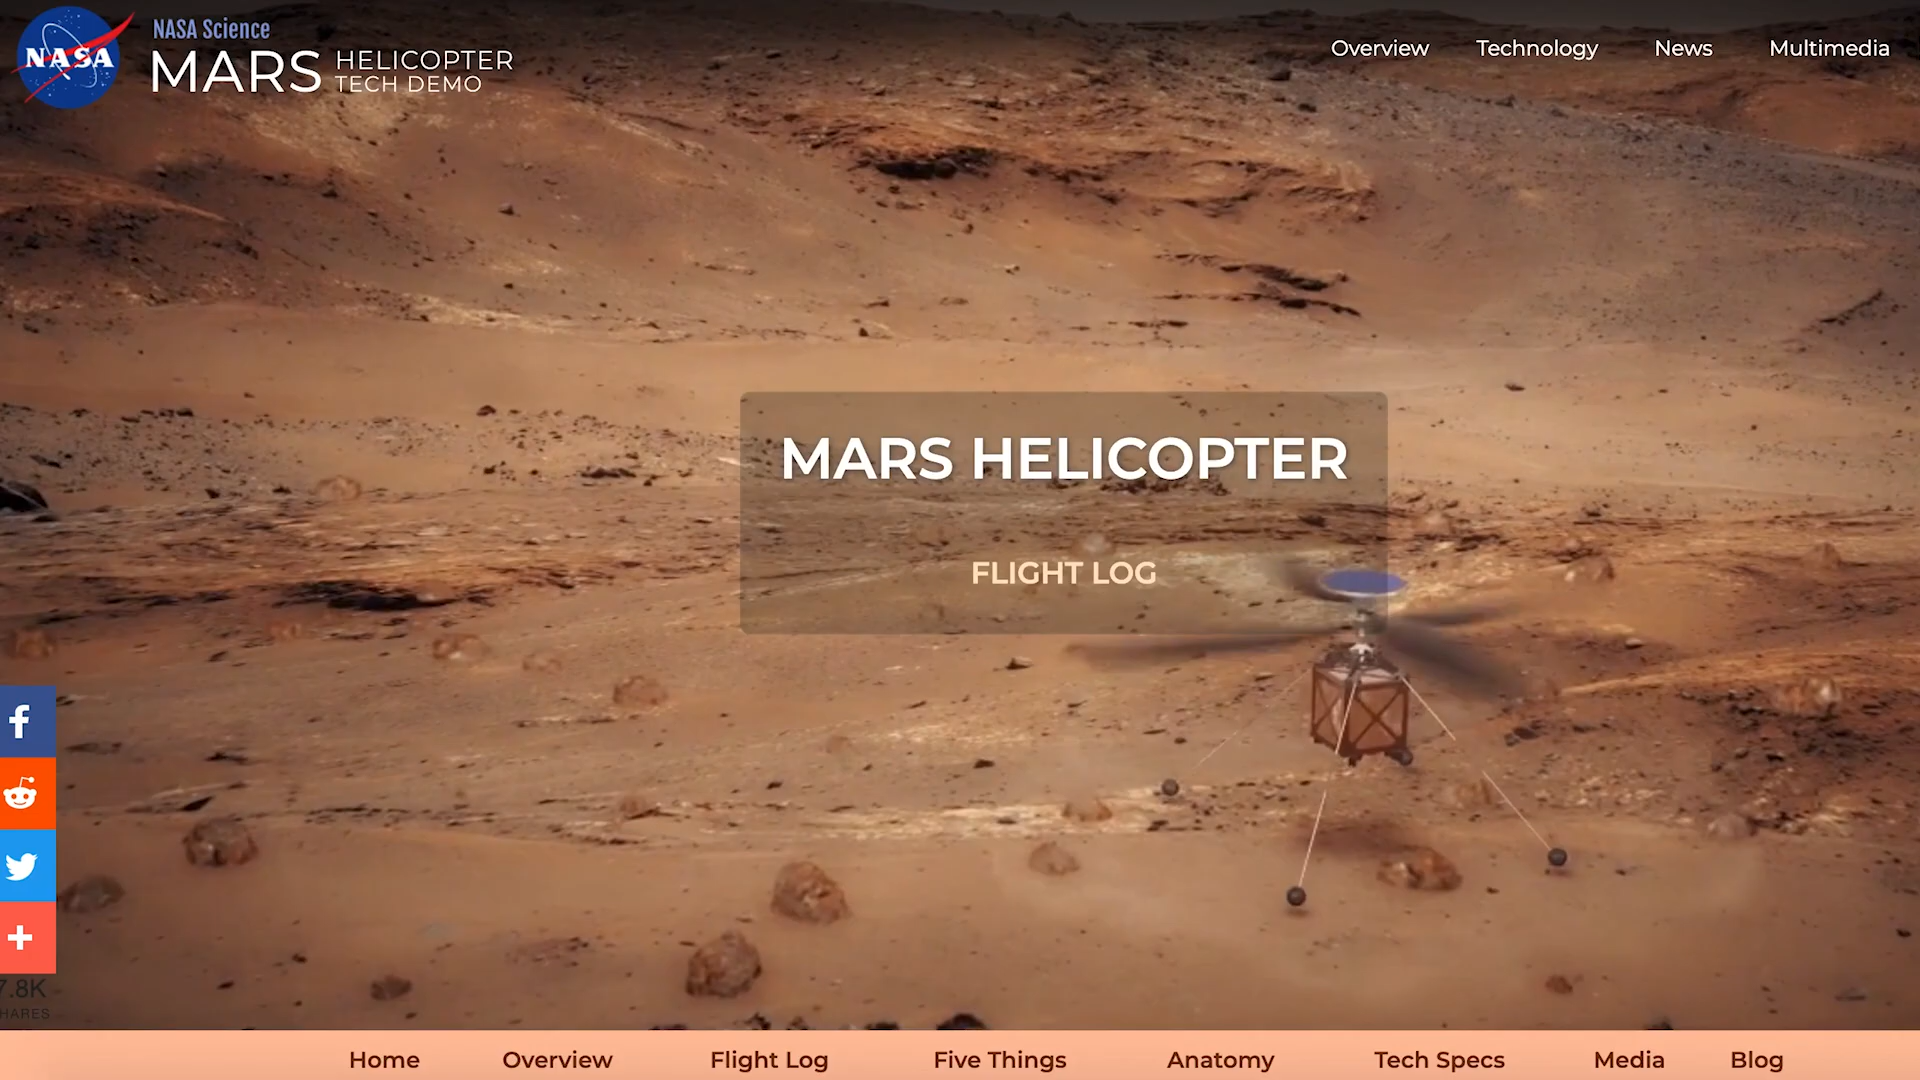 NASA
NASA Science
MARS HELICOPTER
TECH DEMO
Overview Technology News Multimedia
MARS HELICOPTER
FLIGHT LOG
7.8K
HARES
Home Overview Flight Log Five Things Anatomy Tech Specs Media Blog